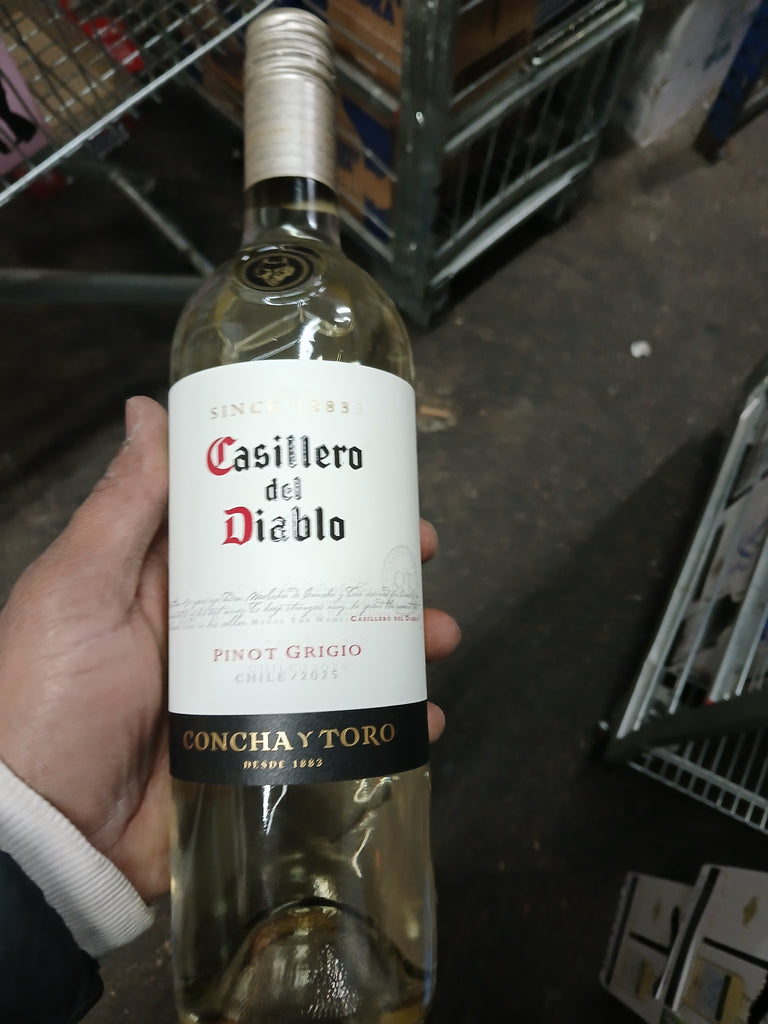 SINCE 1883
Casillero
del
Diablo
CASILLERO DEL DIABLO
PINOT GRIGIO
CHILE/2025
CONCHA Y TORO
DESDE 1883